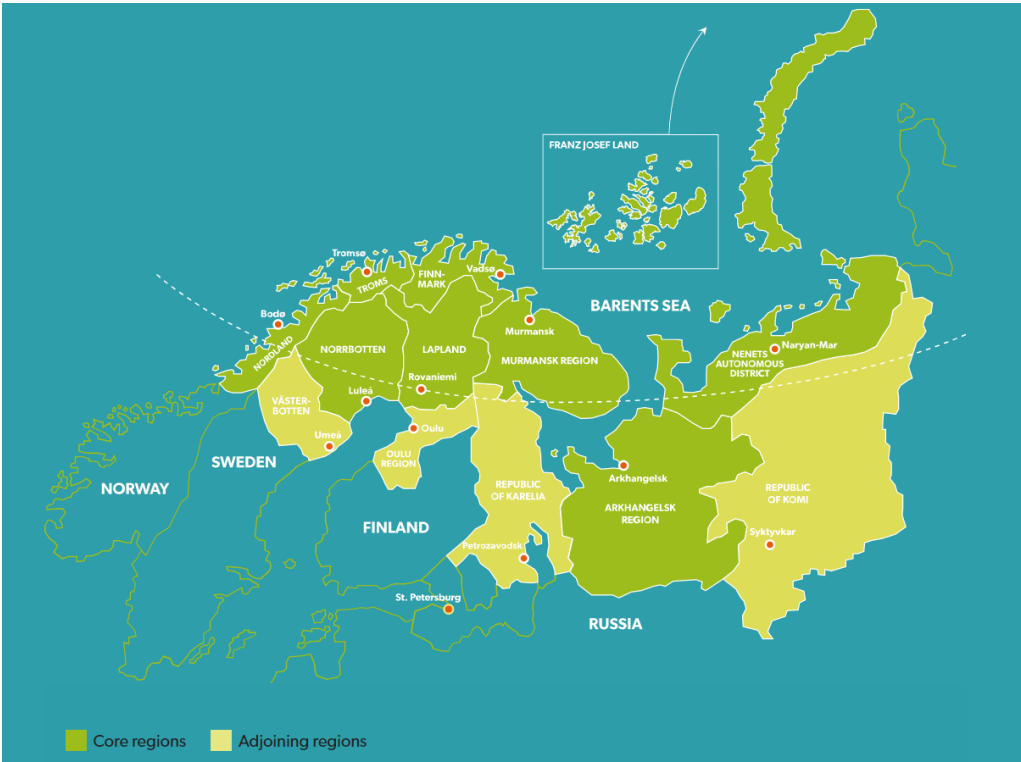 FRANZ JOSEF LAND
Tromsø
TROMS
FINN-
MARK
Vadsø
BARENTS SEA
Bodø
Murmansk
NORDLAND
NORRBOTTEN
LAPLAND
MURMANSK REGION
Naryan-Mar
NENETS
AUTONOMOUS
DISTRICT
Rovaniemi
Luleå
VÄSTER-
BOTTEN
Umeå
Oulu
OULU
REGION
SWEDEN
NORWAY
Arkhangelsk
REPUBLIC
OF KARELIA
REPUBLIC
OF KOMI
ARKHANGELSK
REGION
FINLAND
Syktyvkar
Petrozavodsk
St. Petersburg
RUSSIA
Core regions
Adjoining regions